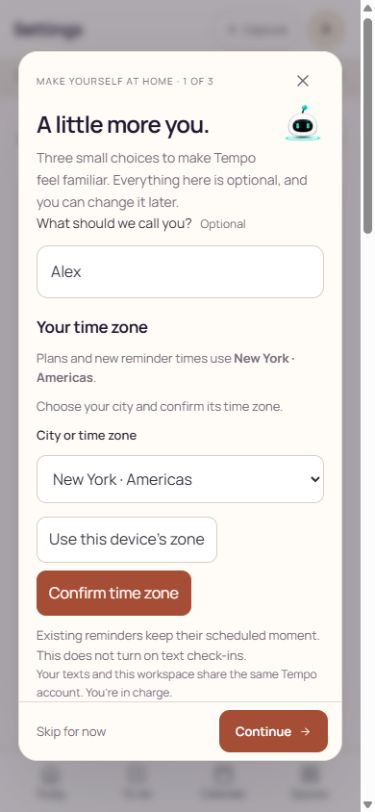 Settings
MAKE YOURSELF AT HOME · 1 OF 3
A little more you.
Three small choices to make Tempo
feel familiar. Everything here is optional, and
you can change it later.
What should we call you? Optional
Alex
Your time zone
Plans and new reminder times use New York ·
Americas.
Choose your city and confirm its time zone.
City or time zone
New York · Americas
Use this device's zone
Confirm time zone
Existing reminders keep their scheduled moment.
This does not turn on text check-ins.
Your texts and this workspace share the same Tempo
account. You're in charge.
Skip for now
Continue →